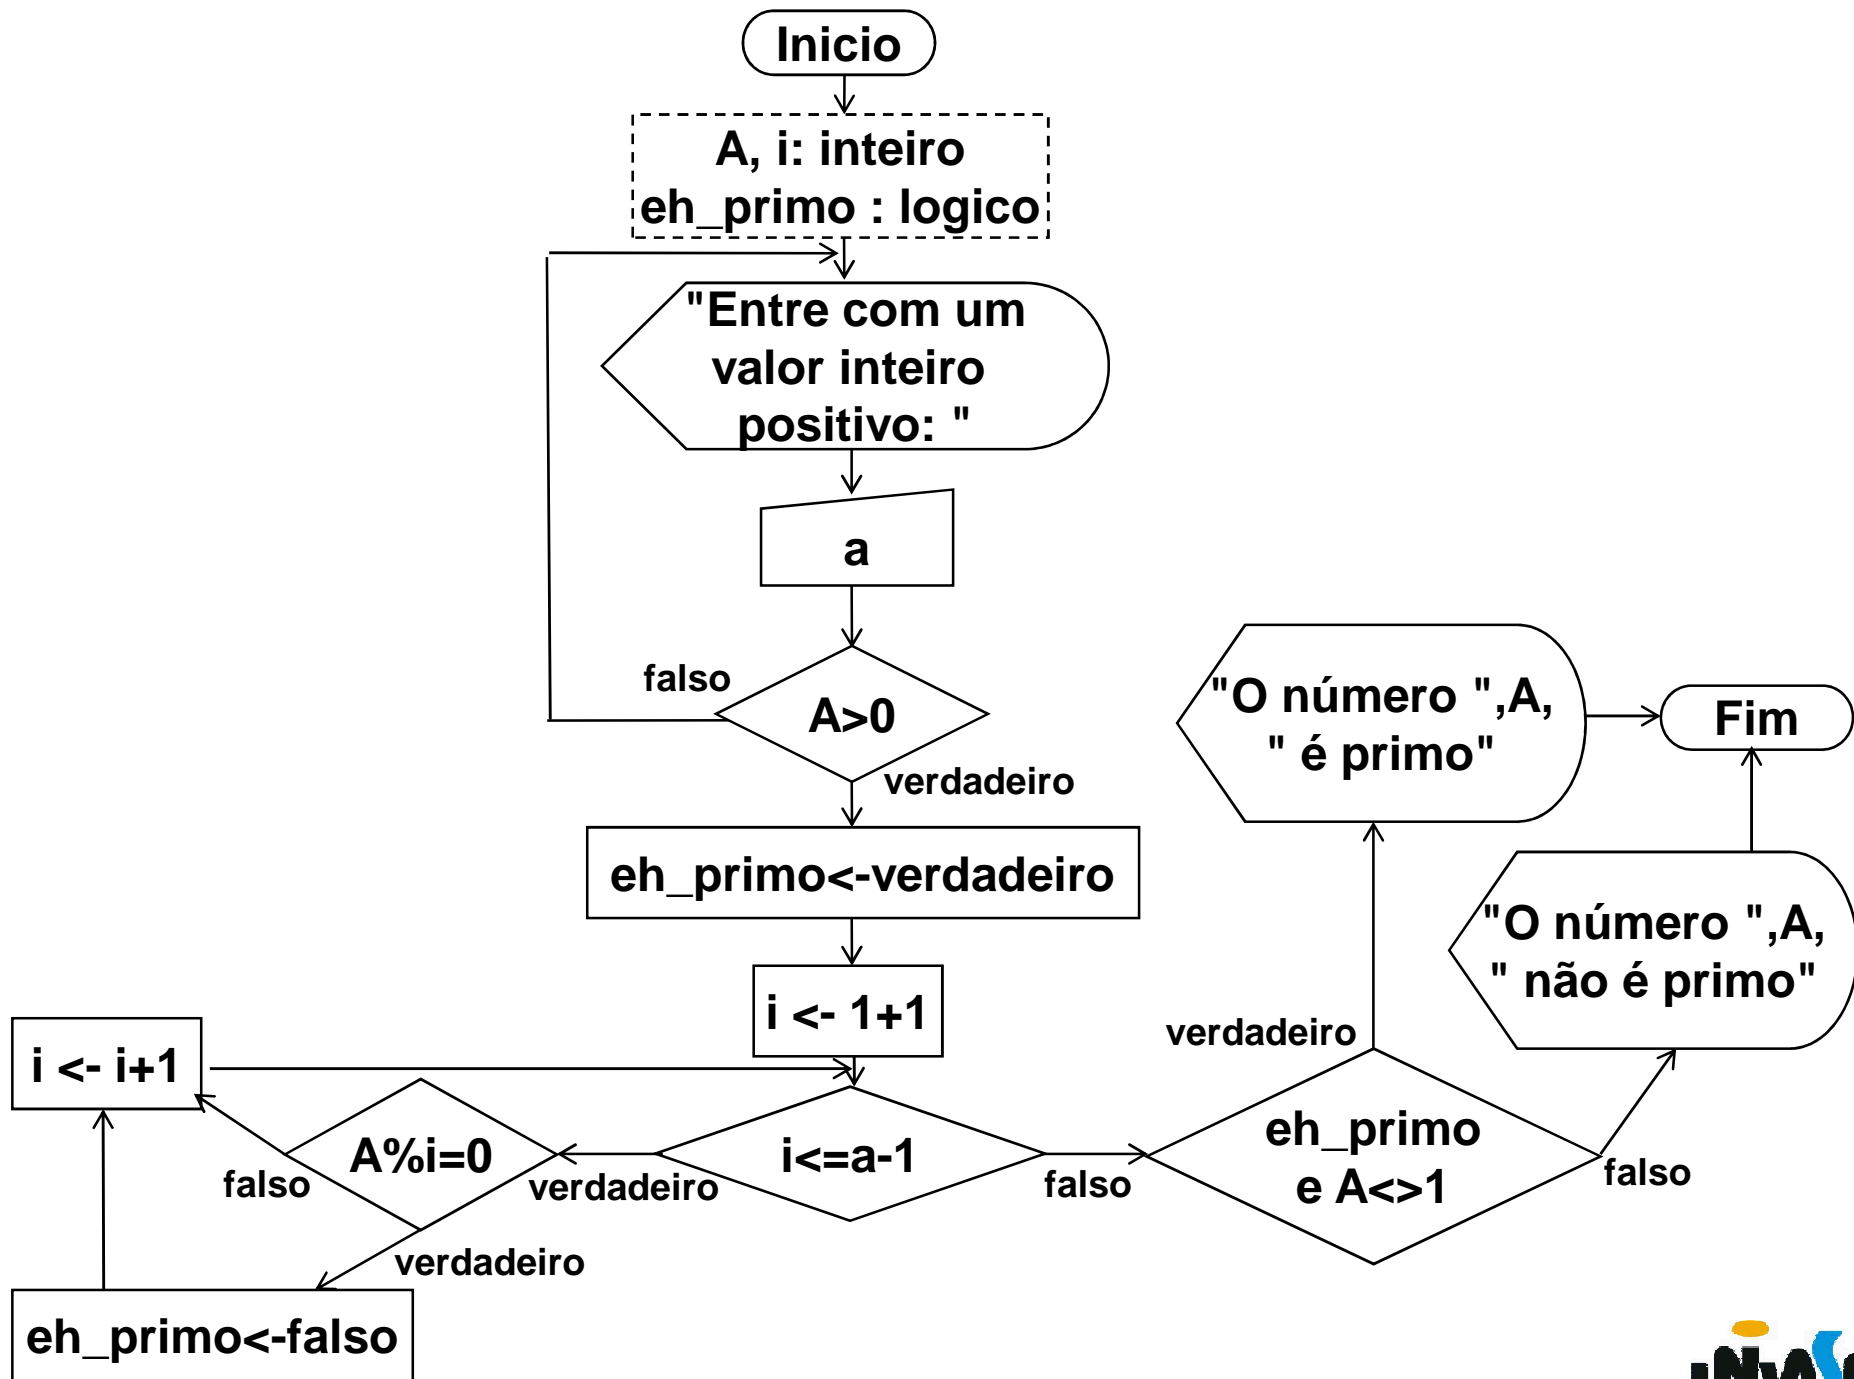 Inicio
A, i: inteiro
eh_primo : logico
"Entre com um
valor inteiro
positivo: "
a
falso
A>0
verdadeiro
eh_primo<-verdadeiro
i <- 1+1
i <- i+1
A%i=0
falso
verdadeiro
verdadeiro
eh_primo<-falso
i<=a-1
falso
eh_primo
e A<>1
verdadeiro
falso
"O número ",A,
" é primo"
"O número ",A,
" não é primo"
Fim